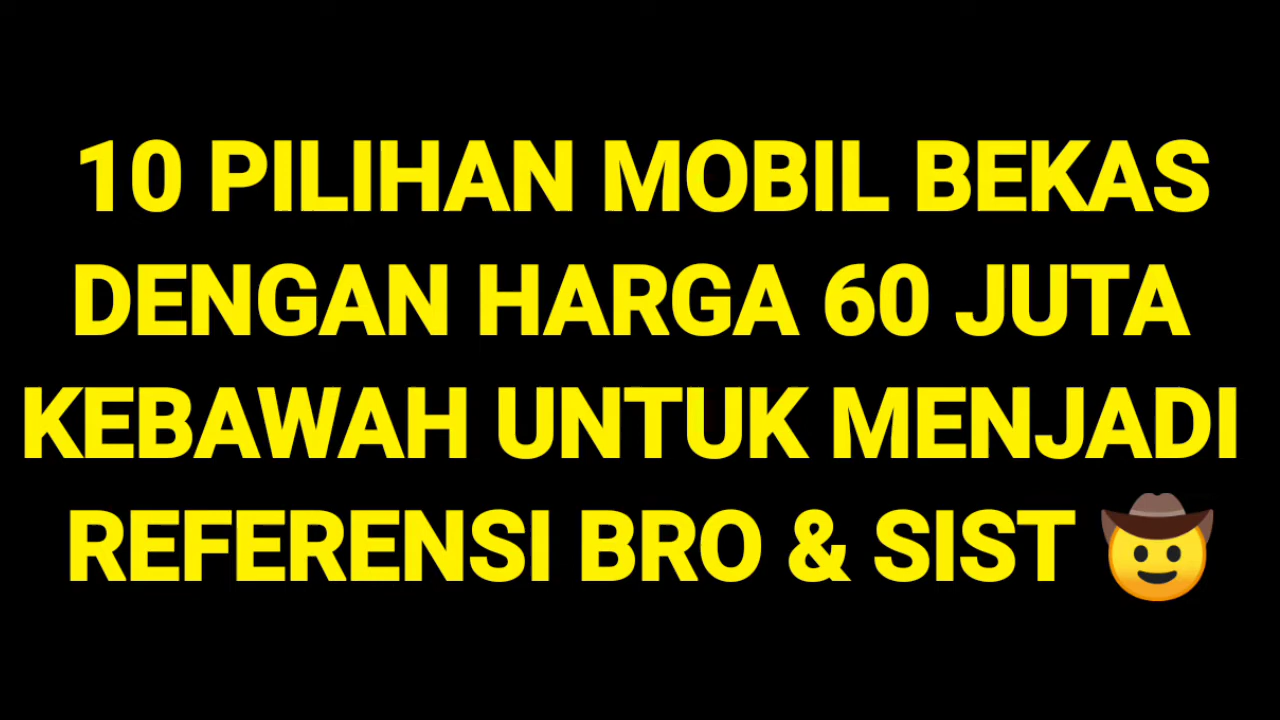 10 PILIHAN MOBIL BEKAS
DENGAN HARGA 60 JUTA
KEBAWAH UNTUK MENJADI
REFERENSI BRO & SIST 🤠